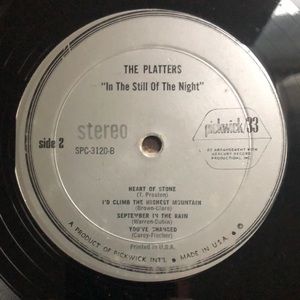 THE PLATTERS
"In The Still Of The Night"
side 2
stereo
pickwick 33
SPC-3120-B
BY ARRANGEMENT WITH
MERCURY RECORD
PRODUCTIONS, INC.
HEART OF STONE
(T. Preston)
I'D CLIMB THE HIGHEST MOUNTAIN
(Brown-Clare)
SEPTEMBER IN THE RAIN
(Warren-Dubin)
YOU'VE CHANGED
(Carey-Fischer)
Printed in U.S.A.
A PRODUCT OF PICKWICK INT'L. • MADE IN U.S.A.